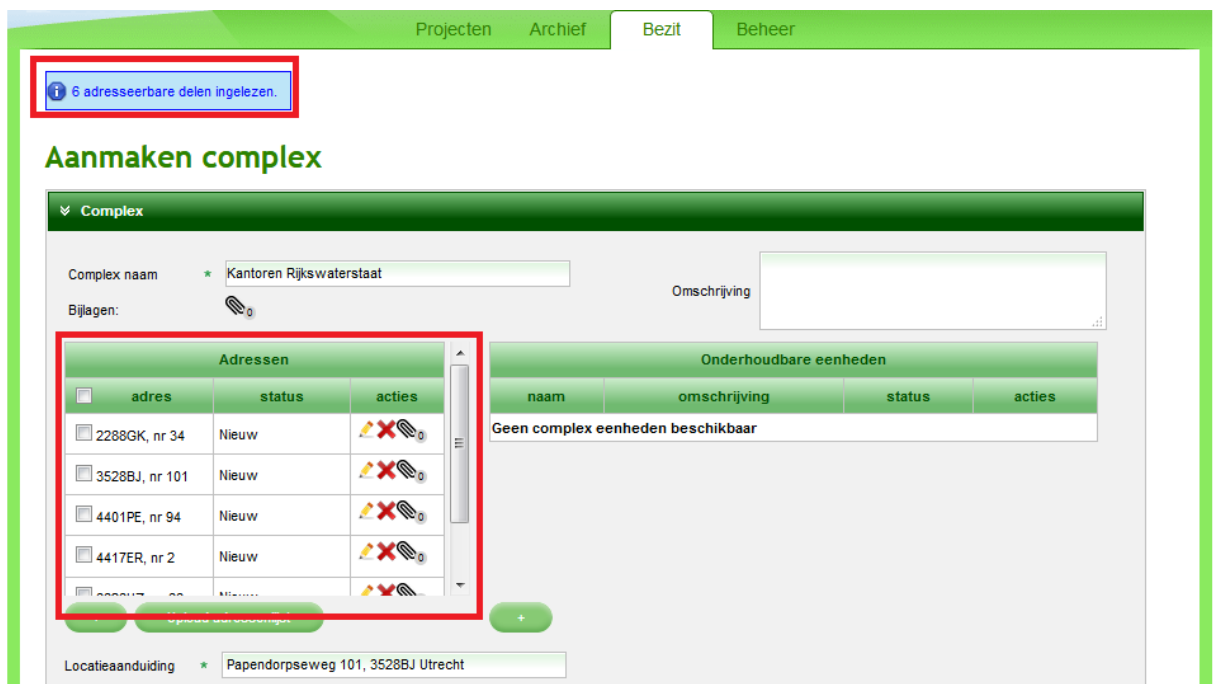 Projecten Archief Bezit Beheer
6 adresseerbare delen ingelezen.
Aanmaken complex
Complex
Complex naam * Kantoren Rijkswaterstaat
Omschrijving
Bijlagen: 0
Adressen
adres status acties
2288GK, nr 34 Nieuw 0
3528BJ, nr 101 Nieuw 0
4401PE, nr 94 Nieuw 0
4417ER, nr 2 Nieuw 0
Onderhoudbare eenheden
naam omschrijving status acties
Geen complex eenheden beschikbaar
+
Locatieaanduiding * Papendorpseweg 101, 3528BJ Utrecht